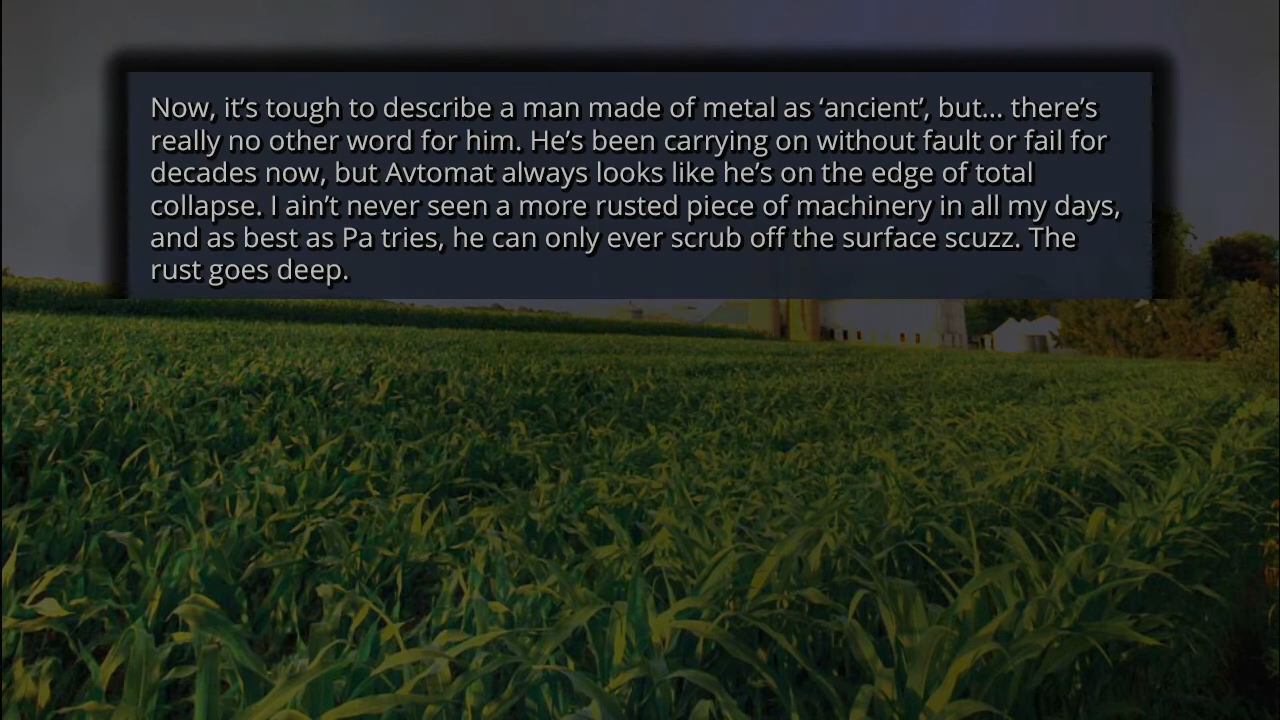 Now, it’s tough to describe a man made of metal as ‘ancient’, but... there’s
really no other word for him. He’s been carrying on without fault or fail for
decades now, but Avtomat always looks like he’s on the edge of total
collapse. I ain’t never seen a more rusted piece of machinery in all my days,
and as best as Pa tries, he can only ever scrub off the surface scuzz. The
rust goes deep.